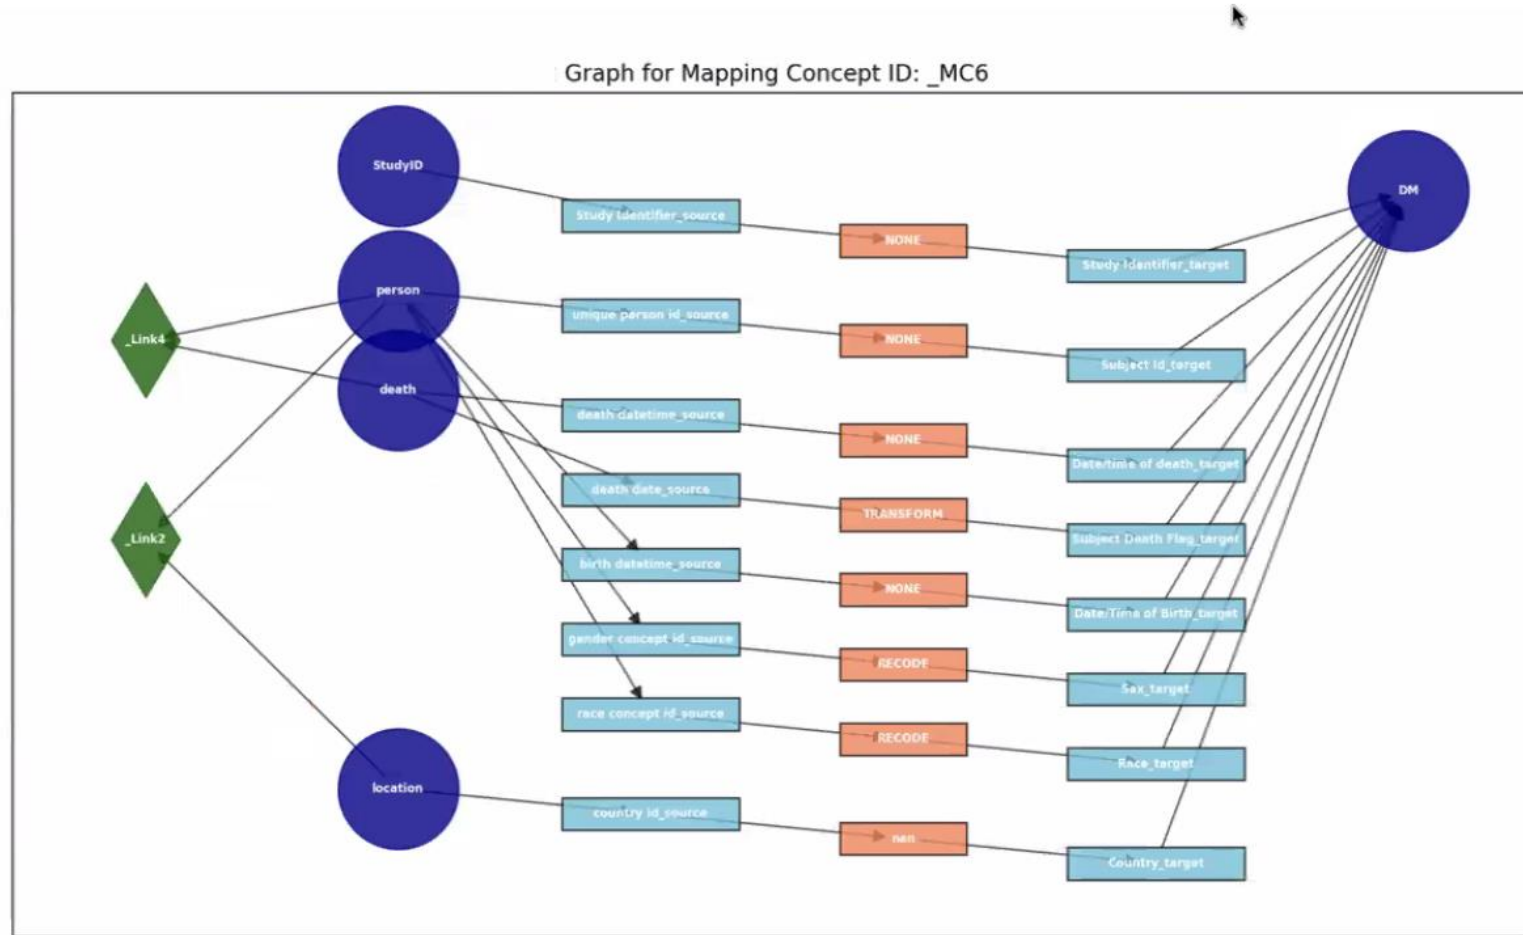 Graph for Mapping Concept ID: _MC6
StudyID
DM
Study Identifier_source
NONE
Study Identifier_target
person
unique person id_source
_Link4
NONE
Subject Id_target
death
death datetime_source
NONE
Date/time of death_target
death date_source
TRANSFORM
Subject Death Flag_target
_Link2
birth datetime_source
NONE
Date/Time of Birth_target
gender concept id_source
RECODE
Sex_target
race concept id_source
RECODE
Race_target
location
country id_source
nan
Country_target